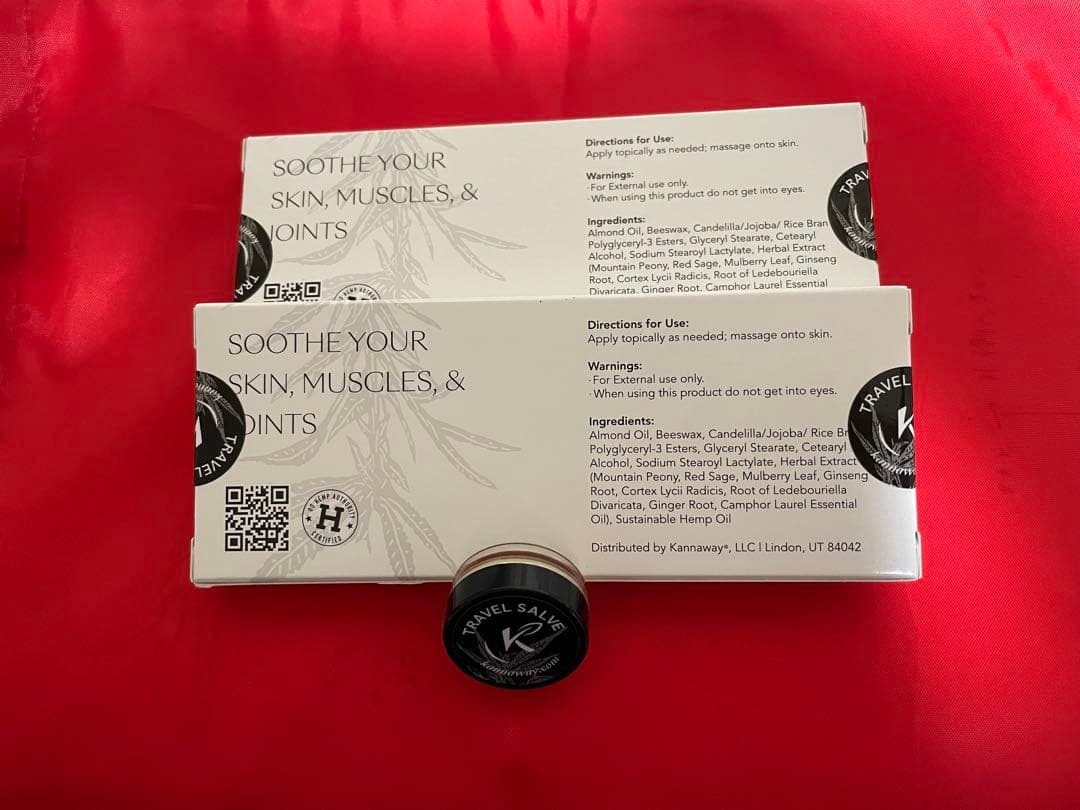 SOOTHE YOUR
SKIN, MUSCLES, &
JOINTS
Directions for Use:
Apply topically as needed; massage onto skin.
Warnings:
·For External use only.
·When using this product do not get into eyes.
Ingredients:
Almond Oil, Beeswax, Candelilla/Jojoba/ Rice Bran
Polyglyceryl-3 Esters, Glyceryl Stearate, Cetearyl
Alcohol, Sodium Stearoyl Lactylate, Herbal Extract
(Mountain Peony, Red Sage, Mulberry Leaf, Ginseng
Root, Cortex Lycii Radicis, Root of Ledebouriella
Divaricata, Ginger Root, Camphor Laurel Essential
TRAV
kannaway
SOOTHE YOUR
SKIN, MUSCLES, &
OINTS
TRAVEL
HEMP AUTHORITY
H
CERTIFIED
Directions for Use:
Apply topically as needed; massage onto skin.
Warnings:
·For External use only.
·When using this product do not get into eyes.
Ingredients:
Almond Oil, Beeswax, Candelilla/Jojoba/ Rice Br
Polyglyceryl-3 Esters, Glyceryl Stearate, Cetearyl
Alcohol, Sodium Stearoyl Lactylate, Herbal Extract
(Mountain Peony, Red Sage, Mulberry Leaf, Ginseng
Root, Cortex Lycii Radicis, Root of Ledebouriella
Divaricata, Ginger Root, Camphor Laurel Essential
Oil), Sustainable Hemp Oil
Distributed by Kannaway®, LLC | Lindon, UT 84042
TRAVEL
K
kannaway
TRAVEL SALVE
K
kannaway.com